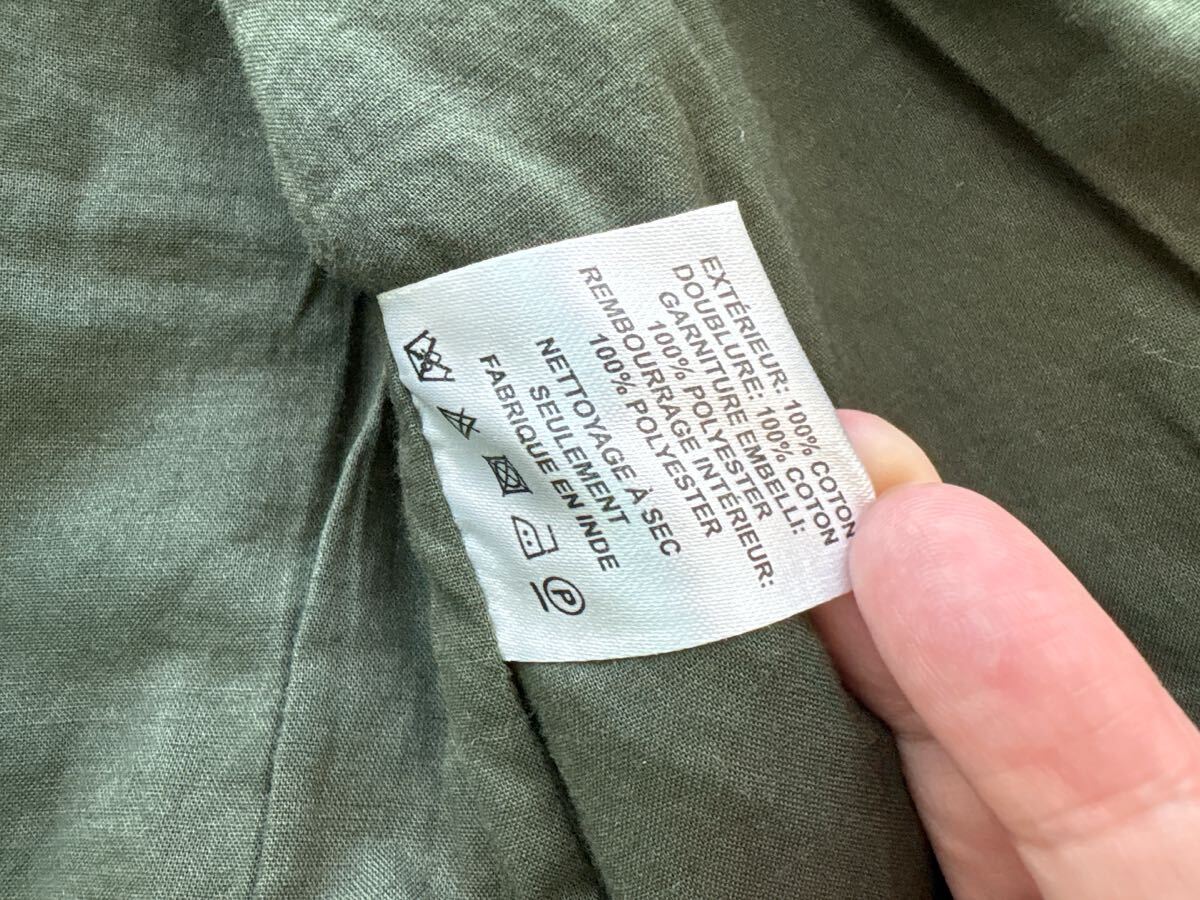 EXTÉRIEUR: 100% COTON
DOUBLURE: 100% COTON
GARNITURE EMBELLI:
100% POLYESTER
REMBOURRAGE INTÉRIEUR:
100% POLYESTER
NETTOYAGE À SEC
SEULEMENT
FABRIQUE EN INDE
P